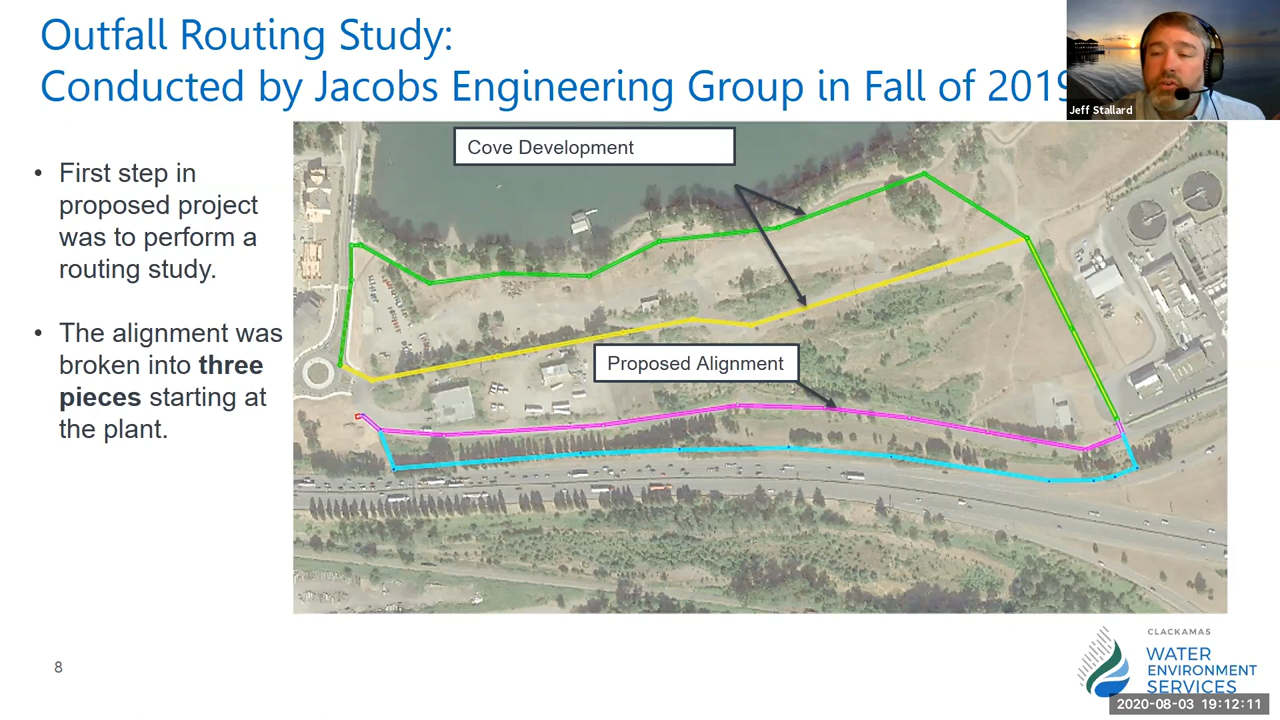 Outfall Routing Study:
Conducted by Jacobs Engineering Group in Fall of 2019
Jeff Stallard
• First step in
proposed project
was to perform a
routing study.
• The alignment was
broken into three
pieces starting at
the plant.
Cove Development
Proposed Alignment
8
CLACKAMAS
WATER
ENVIRONMENT
SERVICES
2020-08-03 19:12:11